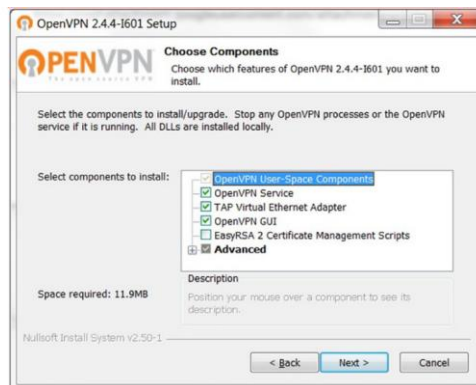 OpenVPN 2.4.4-I601 Setup
OPENVPN
Choose Components
Choose which features of OpenVPN 2.4.4-I601 you want to
install.
Select the components to install/upgrade. Stop any OpenVPN processes or the OpenVPN
service if it is running. All DLLs are installed locally.
Select components to install:
OpenVPN User-Space Components
OpenVPN Service
TAP Virtual Ethernet Adapter
OpenVPN GUI
EasyRSA 2 Certificate Management Scripts
Advanced
Space required: 11.9MB
Description
Position your mouse over a component to see its
description.
Nullsoft Install System v2.50-1
< Back
Next >
Cancel